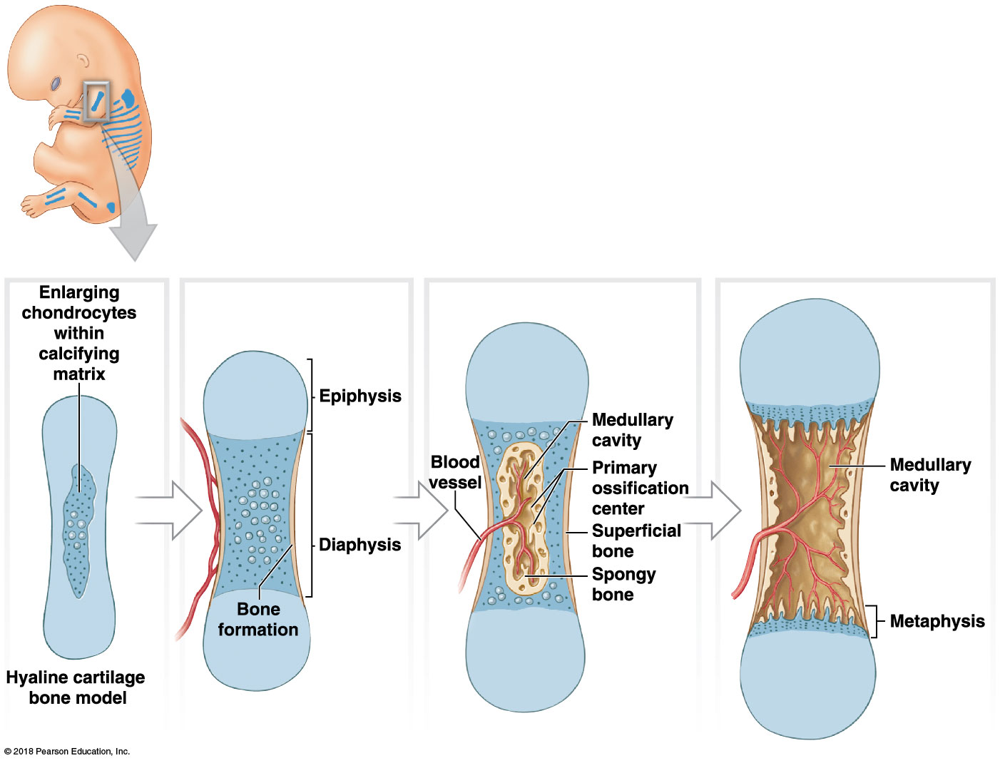 Enlarging
chondrocytes
within
calcifying
matrix
Hyaline cartilage
bone model
Epiphysis
Diaphysis
Bone
formation
Blood
vessel
Medullary
cavity
Primary
ossification
center
Superficial
bone
Spongy
bone
Medullary
cavity
Metaphysis
© 2018 Pearson Education, Inc.